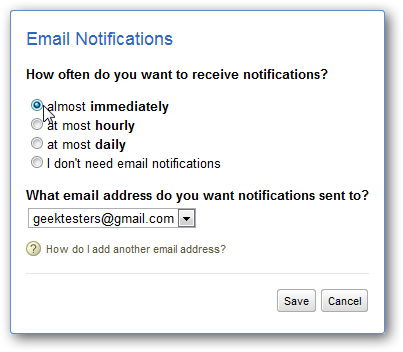 Email Notifications
How often do you want to receive notifications?
almost immediately
at most hourly
at most daily
I don't need email notifications
What email address do you want notifications sent to?
geektesters@gmail.com
? How do I add another email address?
Save Cancel